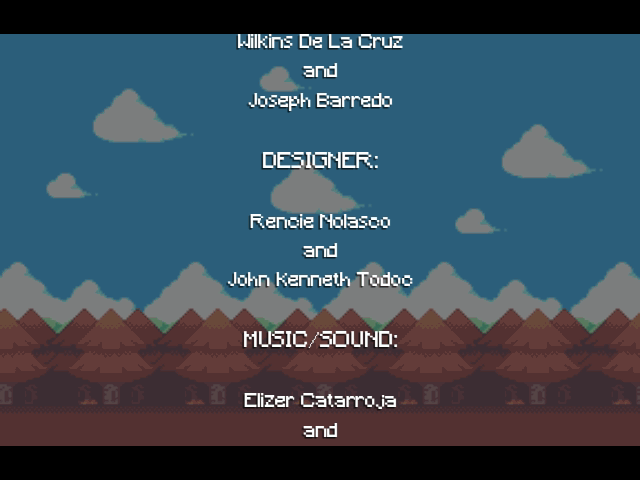 Wilkins De La Cruz
and
Joseph Barredo
DESIGNER:
Rencie Nolasco
and
John Kenneth Todoc
MUSIC/SOUND:
Elizer Catarroja
and